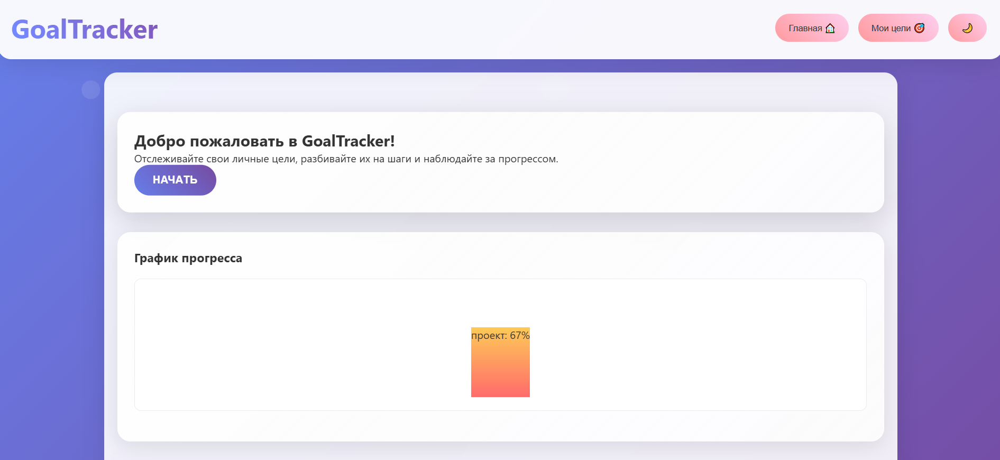 GoalTracker
Главная 🏠
Мои цели 🎯
🌙
Добро пожаловать в GoalTracker!
Отслеживайте свои личные цели, разбивайте их на шаги и наблюдайте за прогрессом.
НАЧАТЬ
График прогресса
проект: 67%